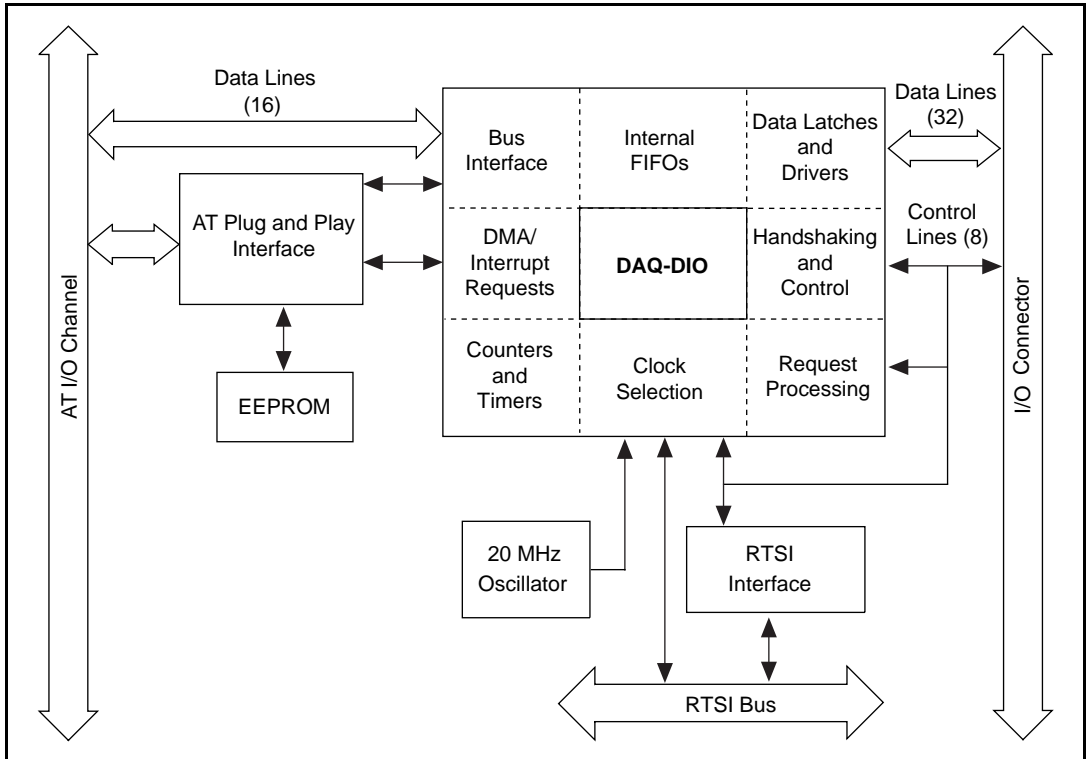 Data Lines
(16)
Data Lines
(32)
Bus
Interface
Internal
FIFOs
Data Latches
and
Drivers
AT Plug and Play
Interface
DMA/
Interrupt
Requests
DAQ-DIO
Handshaking
and
Control
Control
Lines (8)
Counters
and
Timers
Clock
Selection
Request
Processing
EEPROM
AT I/O Channel
I/O Connector
20 MHz
Oscillator
RTSI
Interface
RTSI Bus